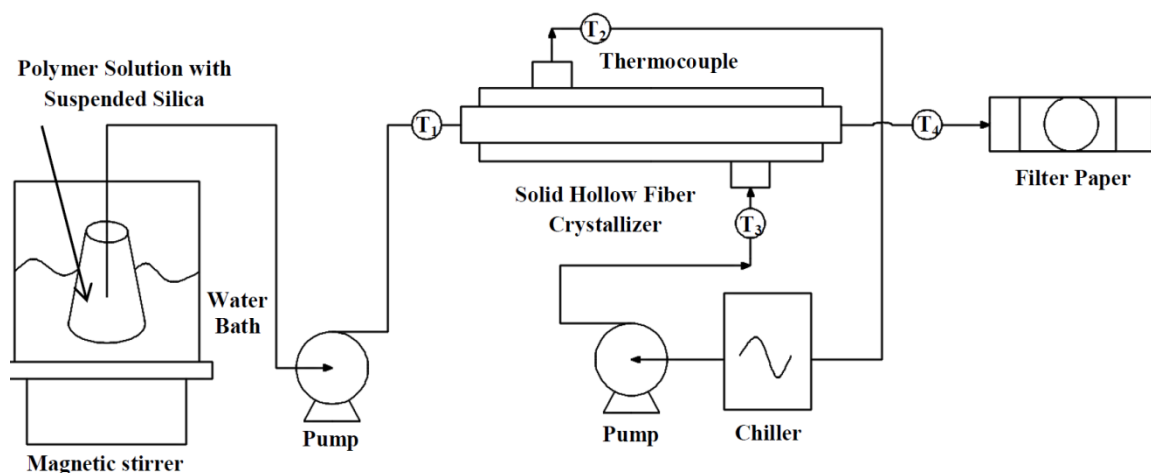 Polymer Solution with
Suspended Silica
T2
Thermocouple
T1
T4
Filter Paper
Solid Hollow Fiber
Crystallizer
T3
Water
Bath
Pump
Pump
Chiller
Magnetic stirrer